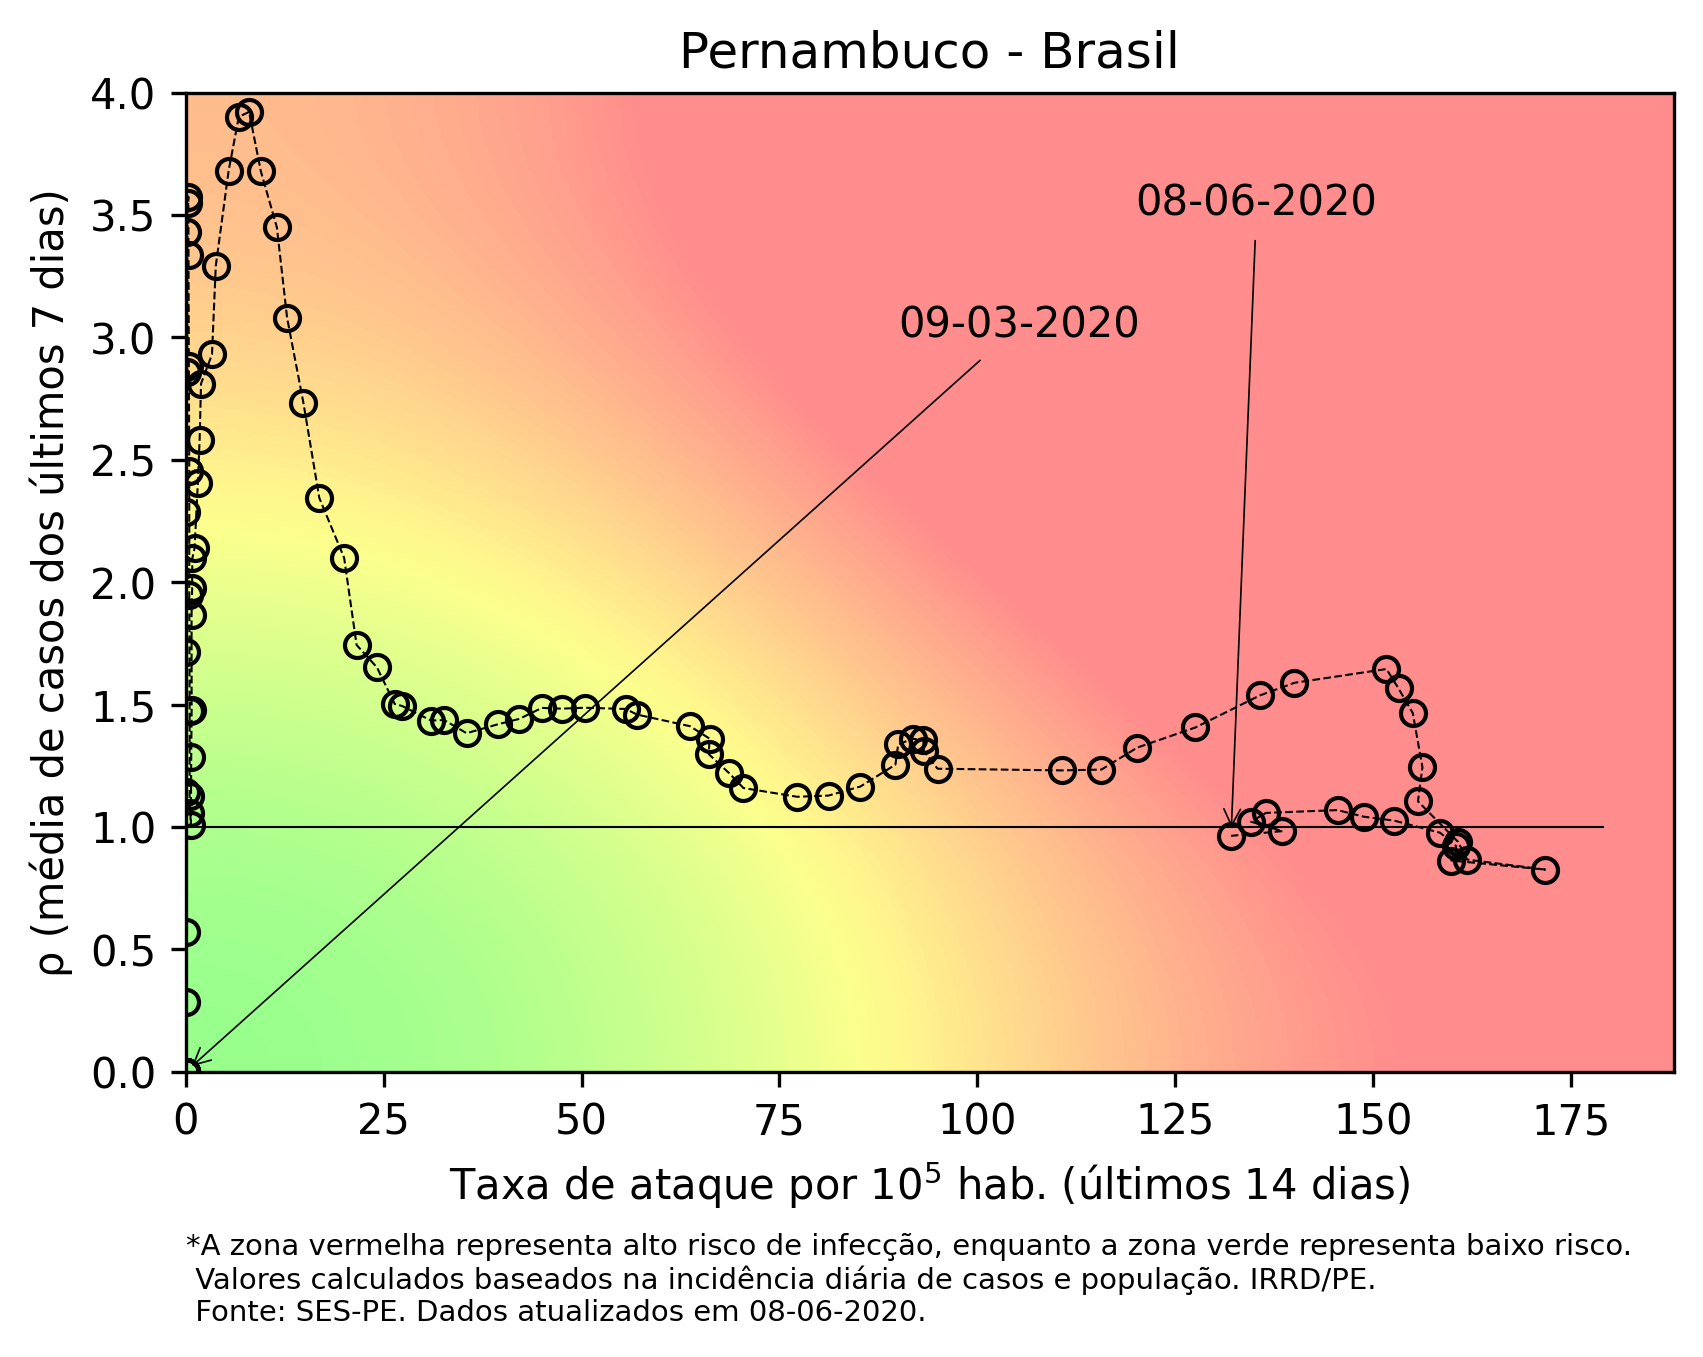 Pernambuco - Brasil
4.0
3.5
3.0
2.5
2.0
1.5
1.0
0.5
0.0
ρ (média de casos dos últimos 7 dias)
08-06-2020
09-03-2020
0 25 50 75 100 125 150 175
Taxa de ataque por 10⁵ hab. (últimos 14 dias)
*A zona vermelha representa alto risco de infecção, enquanto a zona verde representa baixo risco.
Valores calculados baseados na incidência diária de casos e população. IRRD/PE.
Fonte: SES-PE. Dados atualizados em 08-06-2020.